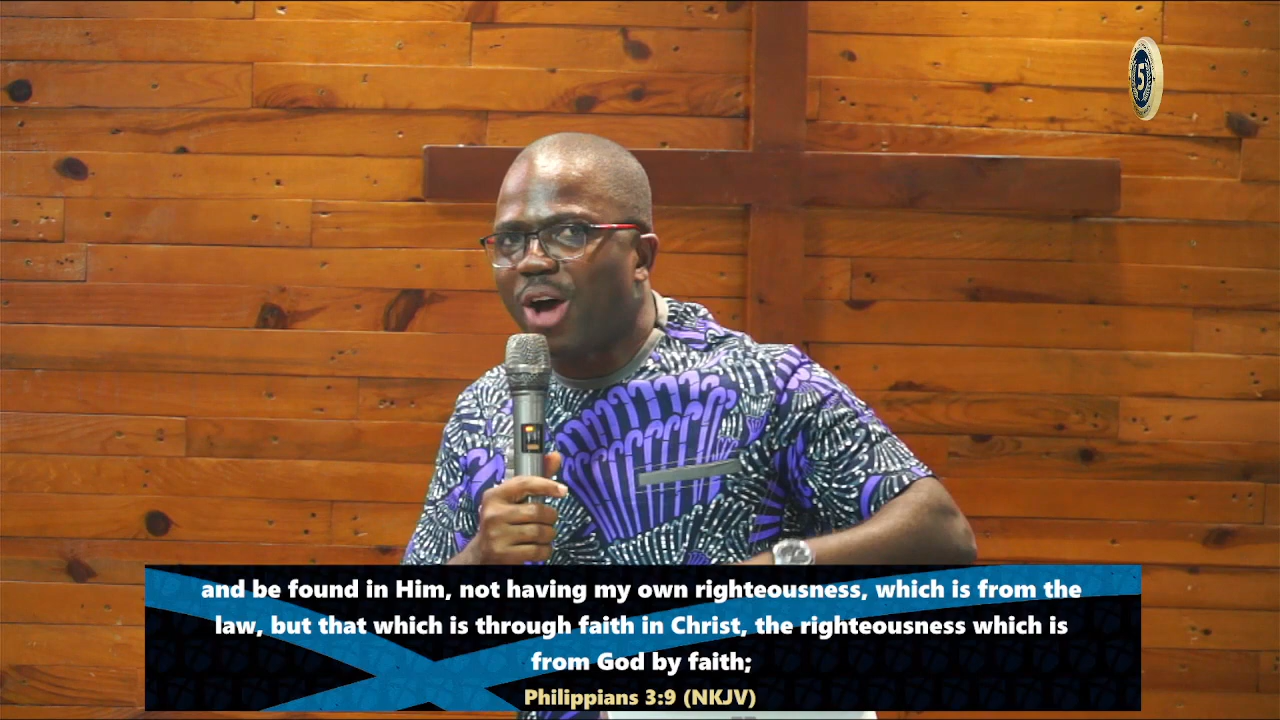 5
and be found in Him, not having my own righteousness, which is from the
law, but that which is through faith in Christ, the righteousness which is
from God by faith;
Philippians 3:9 (NKJV)